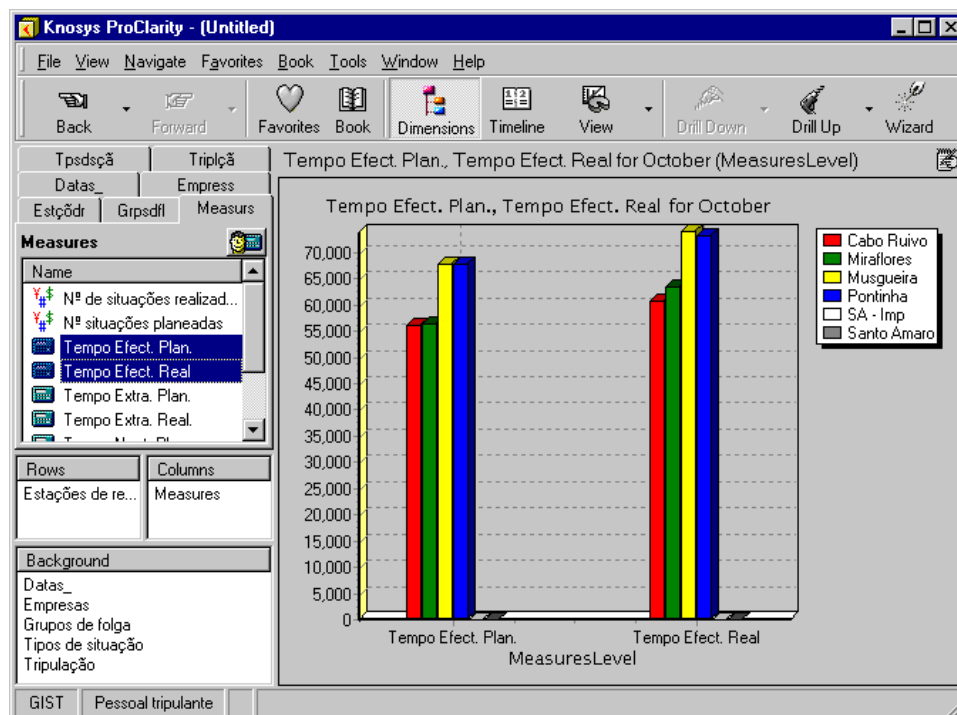 Knosys ProClarity - (Untitled)
File View Navigate Favorites Book Tools Window Help
Back Forward Favorites Book Dimensions Timeline View Drill Down Drill Up Wizard
Tpsdsçã Triplçã
Datas_ Empress
Estçõdr Grpsdfl Measurs
Measures
Name
Nº de situações realizad...
Nº situações planeadas
Tempo Efect. Plan.
Tempo Efect. Real
Tempo Extra. Plan.
Tempo Extra. Real.
Rows Columns
Estações de re... Measures
Background
Datas_
Empresas
Grupos de folga
Tipos de situação
Tripulação
Tempo Efect. Plan., Tempo Efect. Real for October (MeasuresLevel)
Tempo Efect. Plan., Tempo Efect. Real for October
70,000
65,000
60,000
55,000
50,000
45,000
40,000
35,000
30,000
25,000
20,000
15,000
10,000
5,000
0
Tempo Efect. Plan. Tempo Efect. Real
MeasuresLevel
Cabo Ruivo
Miraflores
Musgueira
Pontinha
SA - Imp
Santo Amaro
GIST Pessoal tripulante